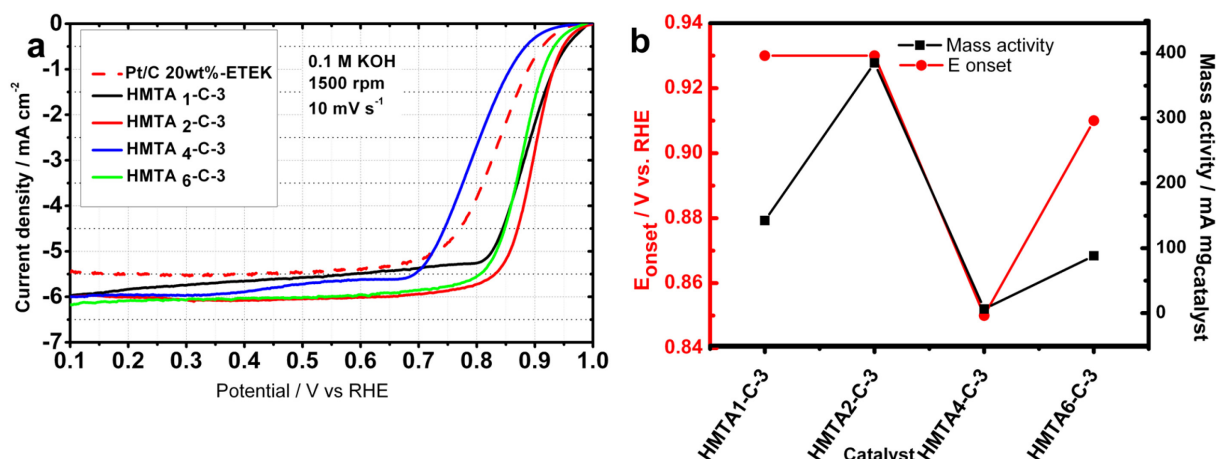 a
Pt/C 20wt%-ETEK
HMTA 1-C-3
HMTA 2-C-3
HMTA 4-C-3
HMTA 6-C-3
0.1 M KOH
1500 rpm
10 mV s-1
Current density / mA cm-2
0
-1
-2
-3
-4
-5
-6
-7
0.1 0.2 0.3 0.4 0.5 0.6 0.7 0.8 0.9 1.0
Potential / V vs RHE
b
Mass activity
E onset
Eonset / V vs. RHE
0.94
0.92
0.90
0.88
0.86
0.84
400
300
200
100
0
Mass activity / mA mgcatalyst
HMTA1-C-3
HMTA2-C-3
HMTA4-C-3
HMTA6-C-3
Catalyst